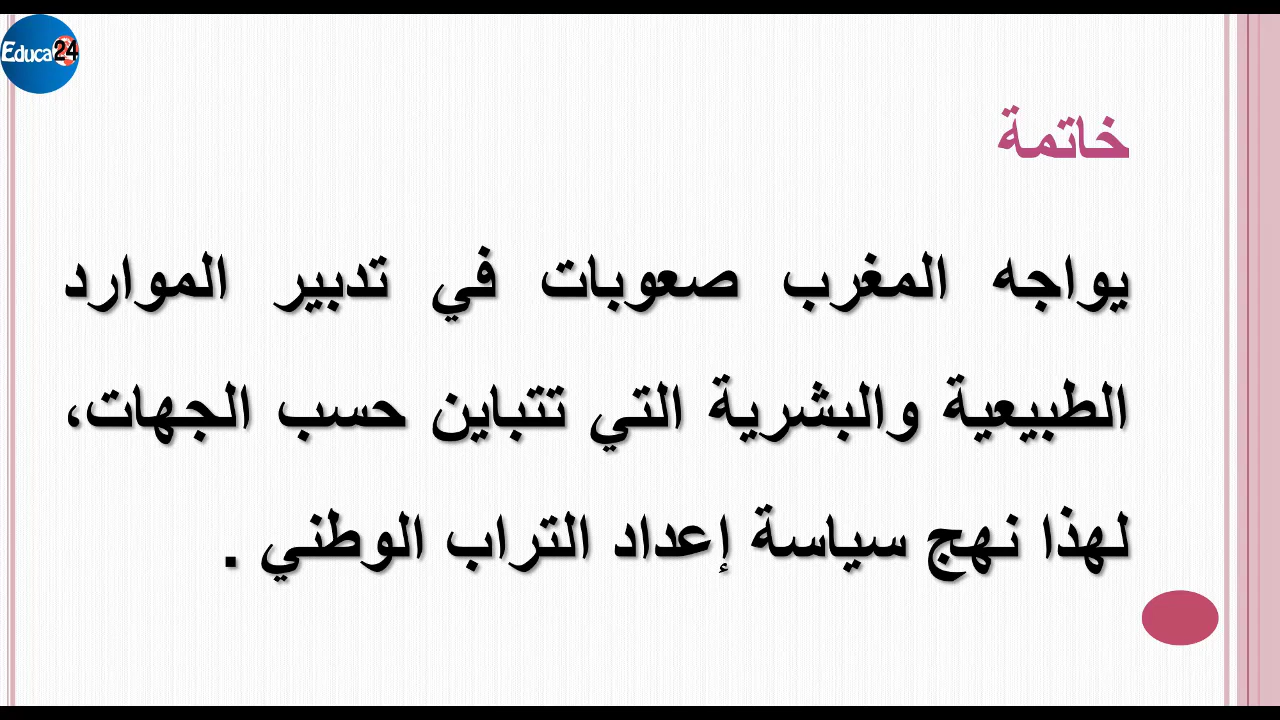 Educa24
خاتمة
يواجه المغرب صعوبات في تدبير الموارد
الطبيعية والبشرية التي تتباين حسب الجهات،
لهذا نهج سياسة إعداد التراب الوطني .